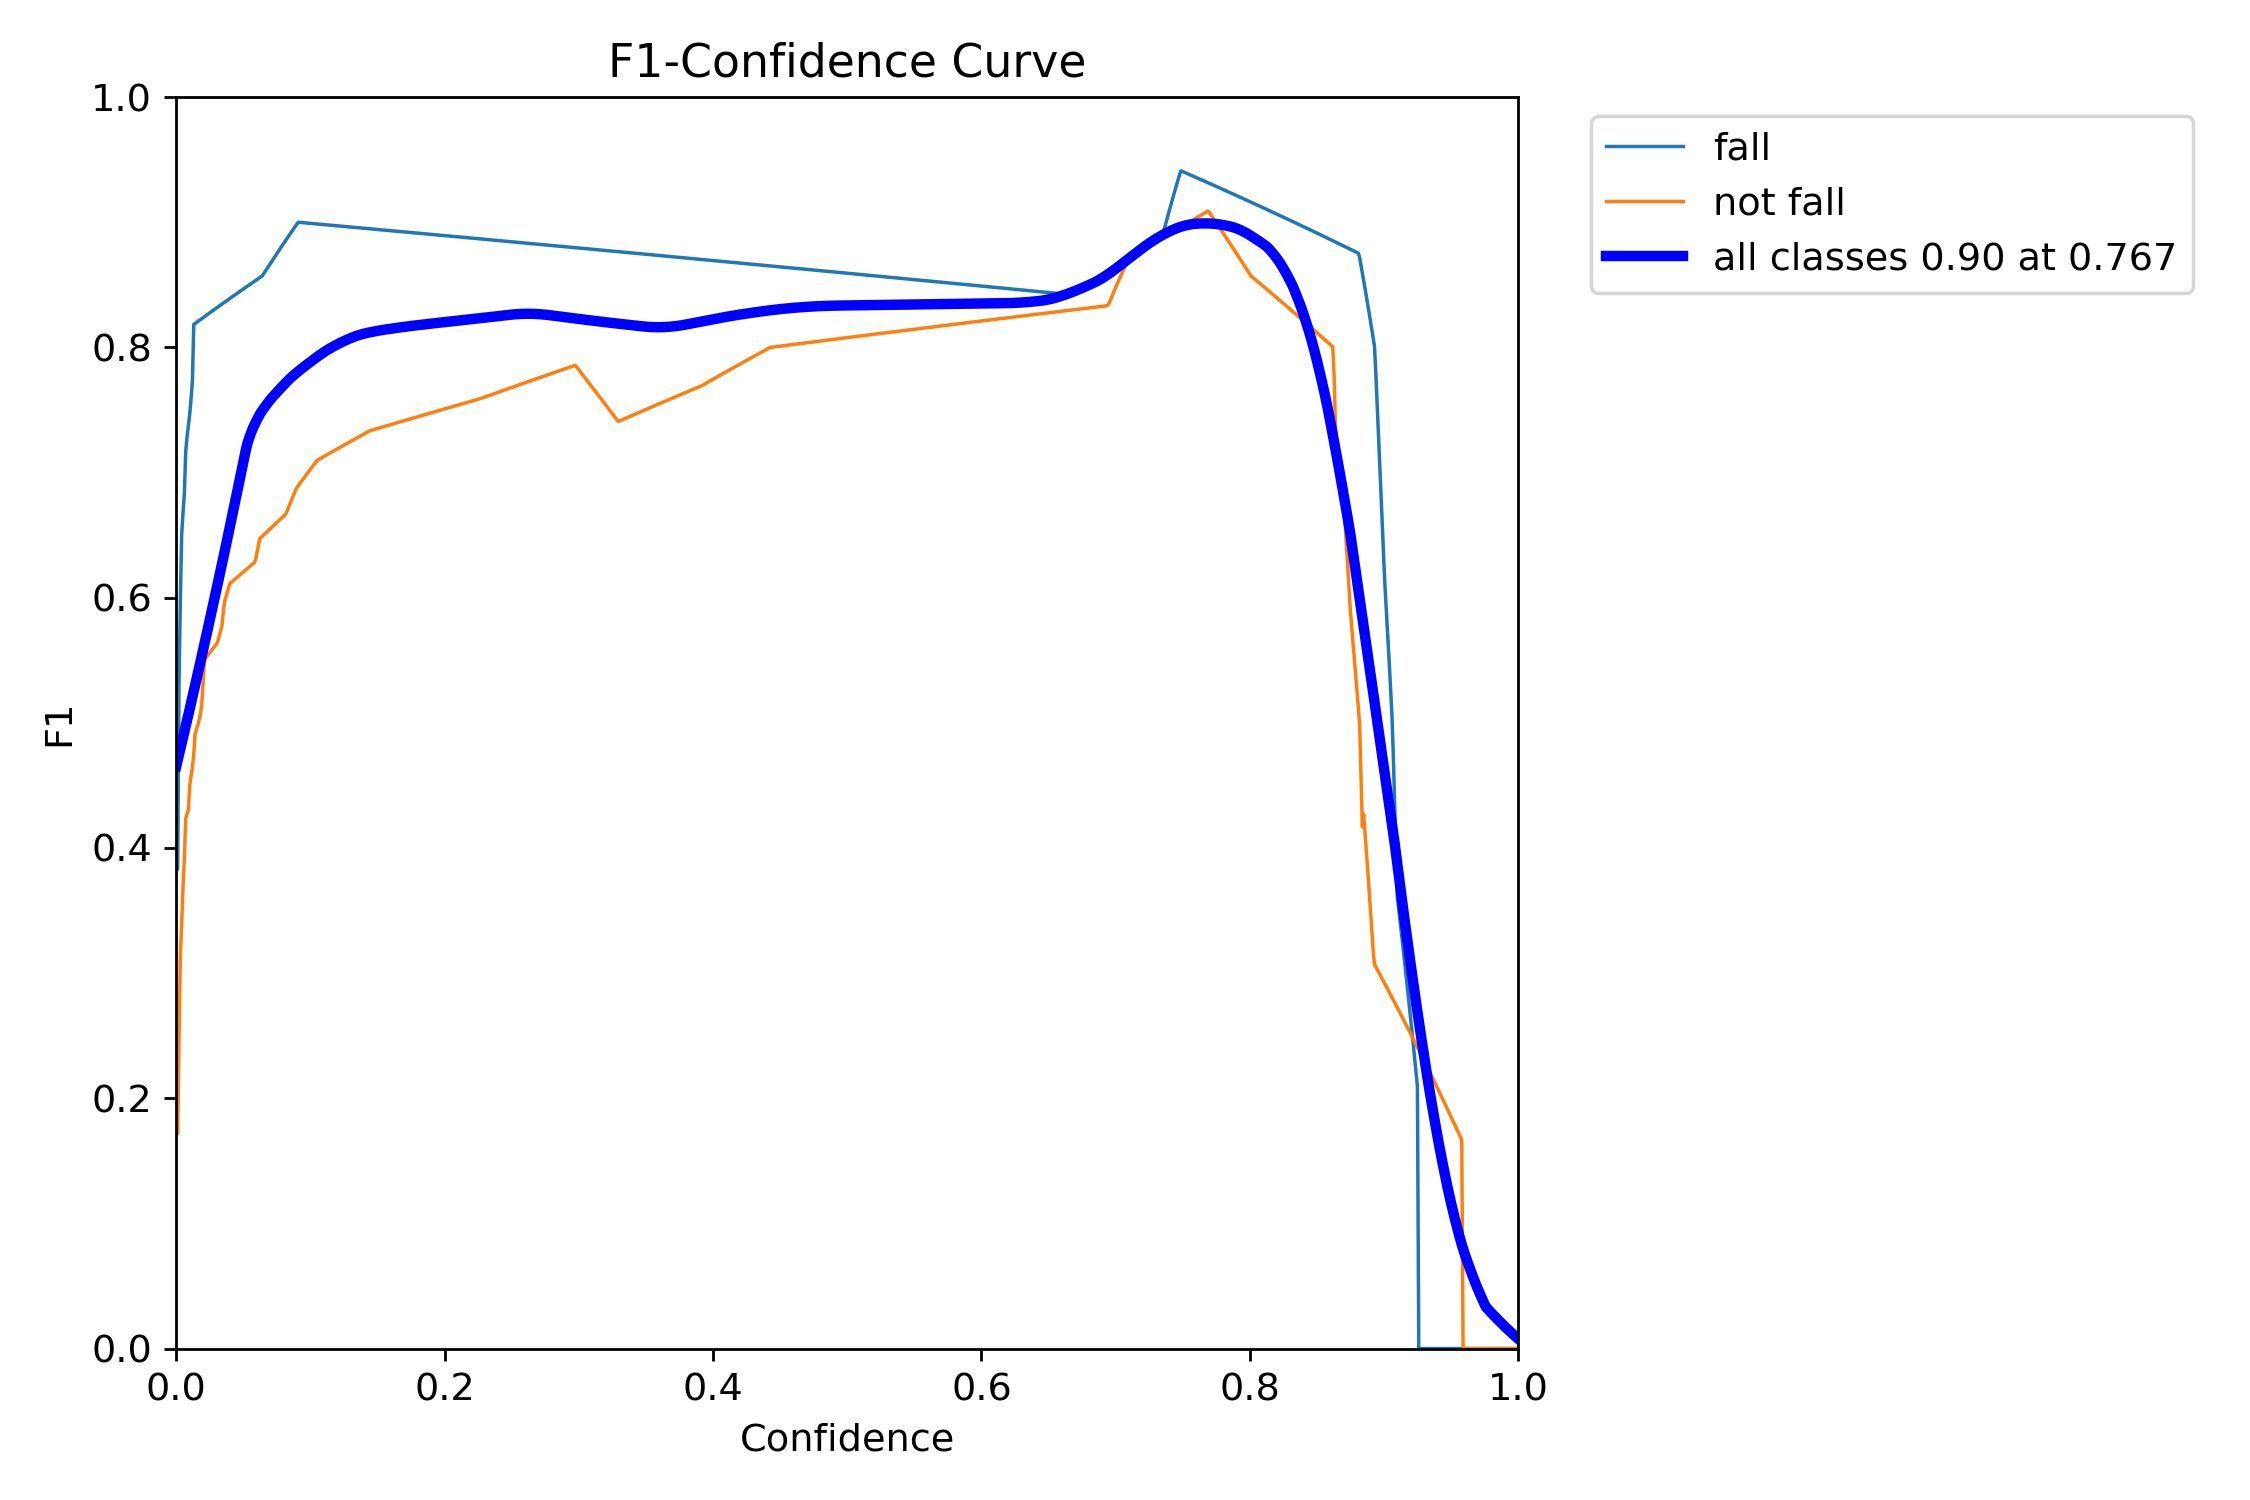 F1-Confidence Curve
1.0
0.8
0.6
0.4
0.2
0.0
F1
0.0 0.2 0.4 0.6 0.8 1.0
Confidence
fall
not fall
all classes 0.90 at 0.767